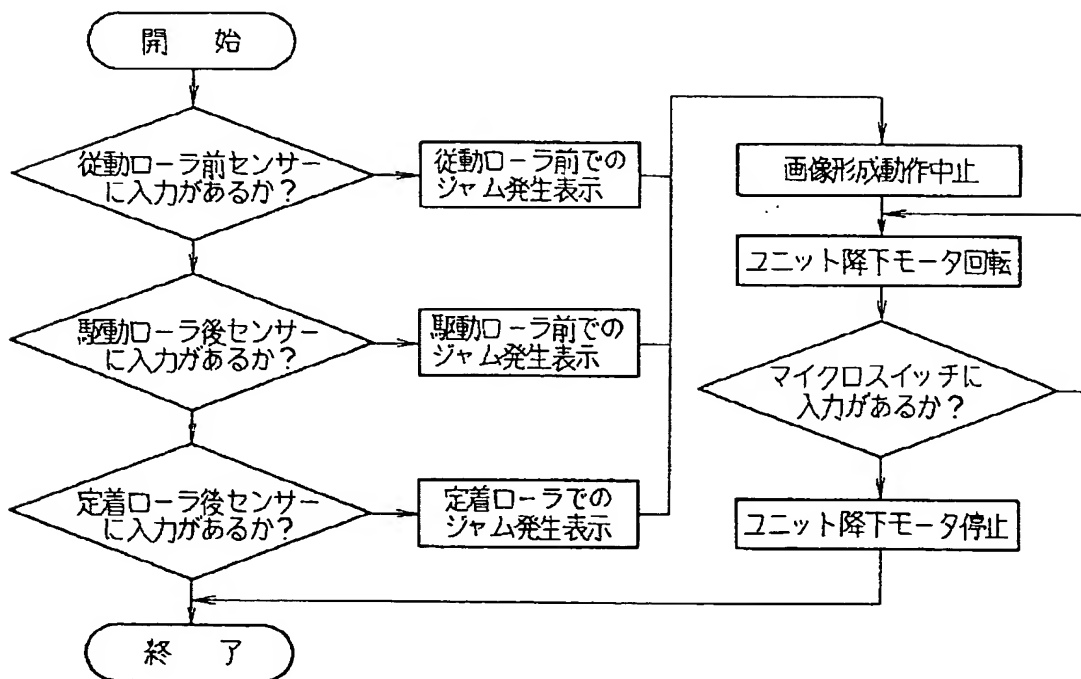 開 始
従動ローラ前センサー
に入力があるか？
従動ローラ前での
ジャム発生表示
駆動ローラ後センサー
に入力があるか？
駆動ローラ前での
ジャム発生表示
定着ローラ後センサー
に入力があるか？
定着ローラでの
ジャム発生表示
画像形成動作中止
ユニット降下モータ回転
マイクロスイッチに
入力があるか？
ユニット降下モータ停止
終 了